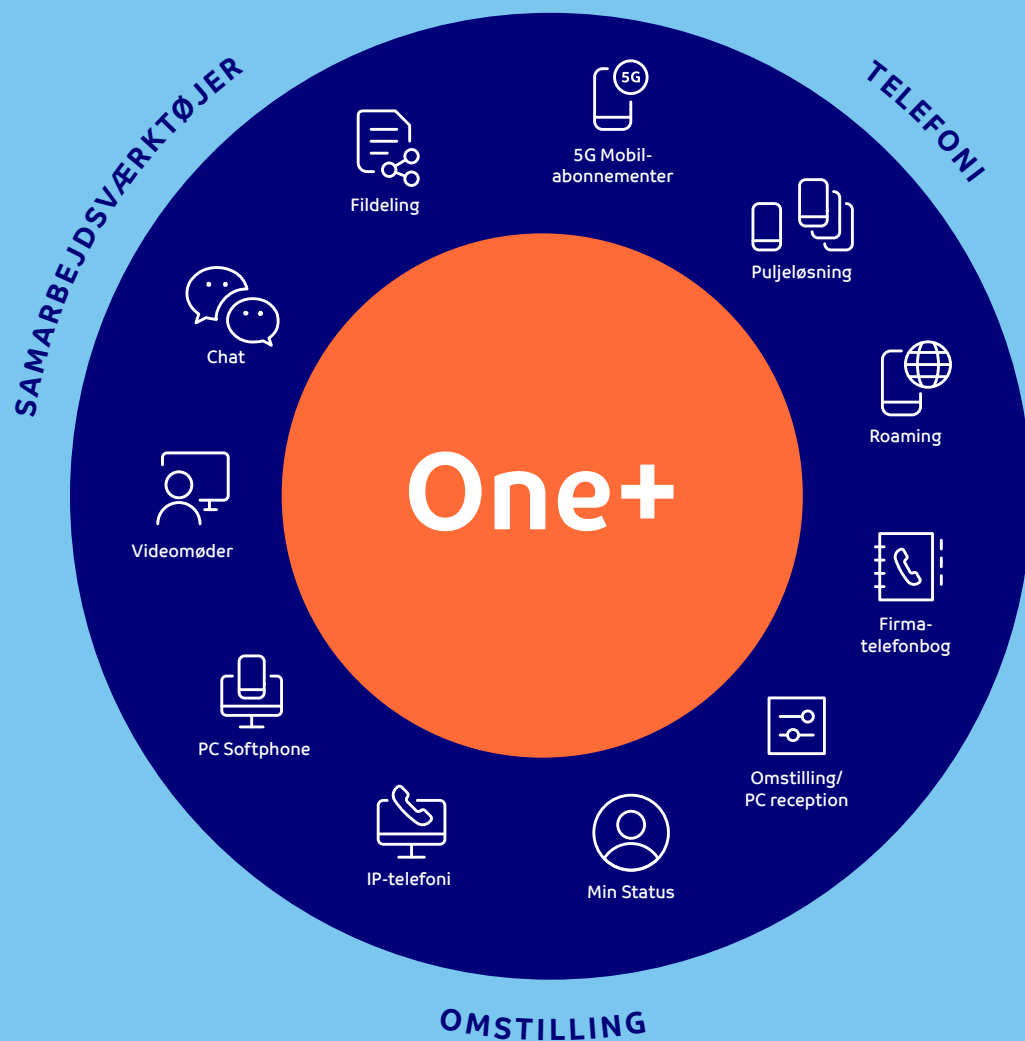 SAMARBEJDSVÆRKTØJER
TELEFONI
5G
5G Mobil-
abonnementer
Fildeling
Puljeløsning
Chat
Roaming
One+
Videomøder
Firma-
telefonbog
PC Softphone
Omstilling/
PC reception
IP-telefoni
Min Status
OMSTILLING